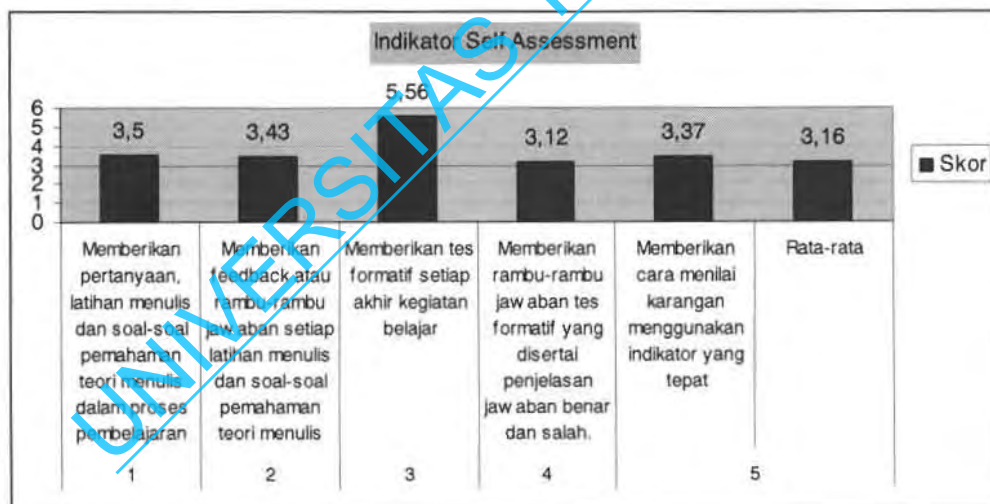 Indikator Self Assessment
6
5
4
3
2
1
0
3,5
3,43
5,56
3,12
3,37
3,16
Skor
Memberikan
pertanyaan,
latihan menulis
dan soal-soal
pemahaman
teori menulis
dalam proses
pembelajaran
Memberikan
feedback atau
rambu-rambu
jawaban setiap
latihan menulis
dan soal-soal
pemahaman
teori menulis
Memberikan tes
formatif setiap
akhir kegiatan
belajar
Memberikan
rambu-rambu
jawaban tes
formatif yang
disertai
penjelasan
jawaban benar
dan salah.
Memberikan
cara menilai
karangan
menggunakan
indikator yang
tepat
Rata-rata
1
2
3
4
5
UNIVERSITAS